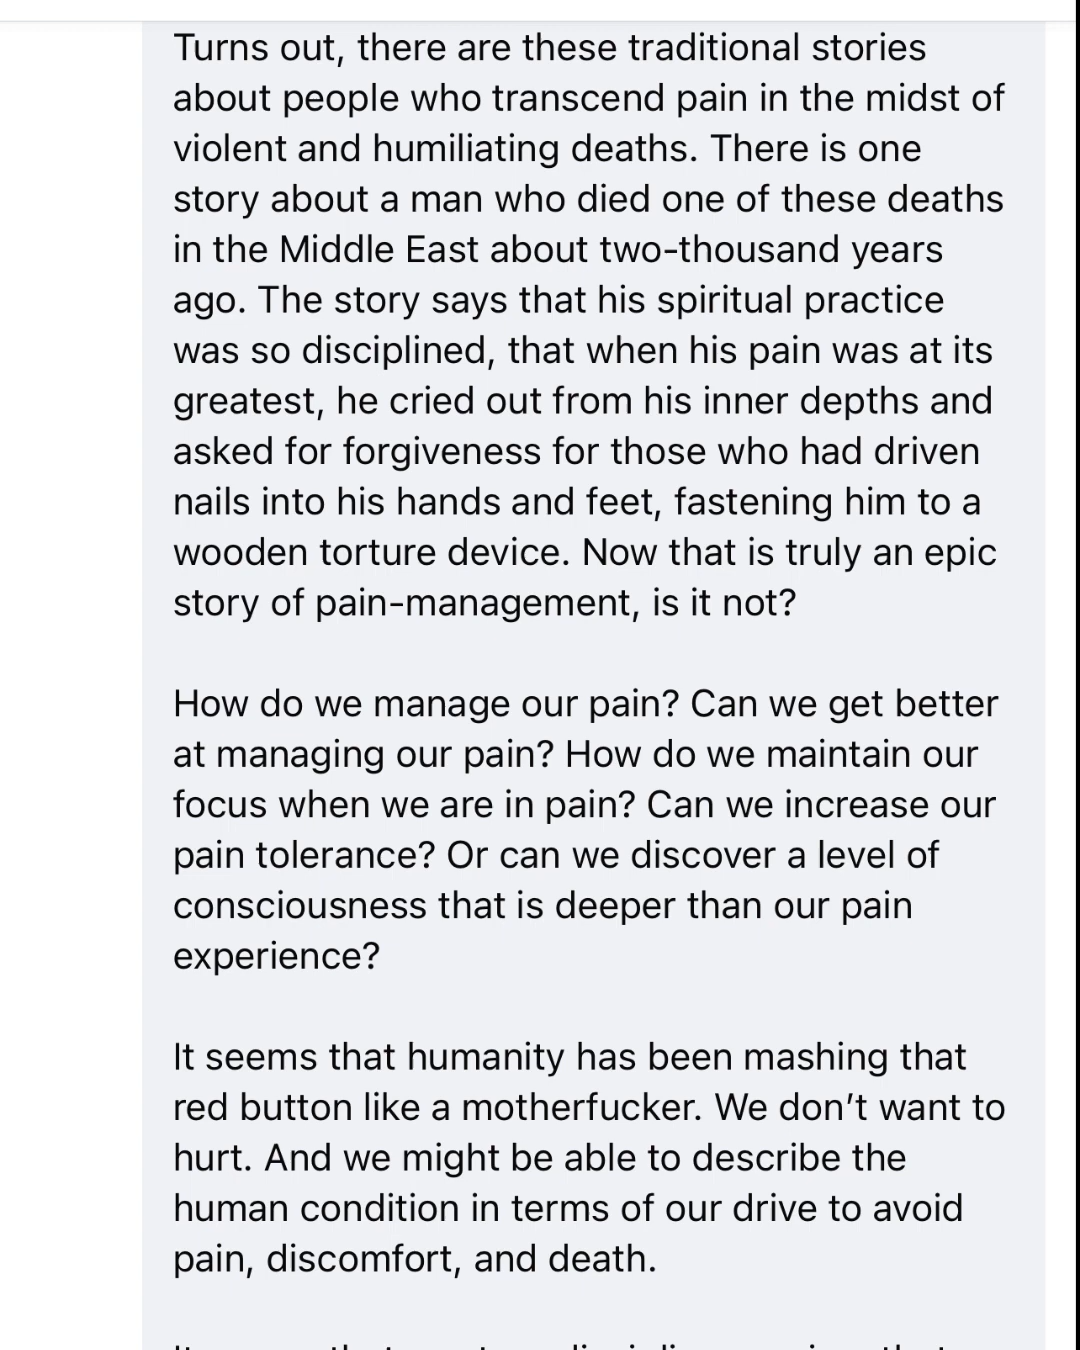 Turns out, there are these traditional stories
about people who transcend pain in the midst of
violent and humiliating deaths. There is one
story about a man who died one of these deaths
in the Middle East about two-thousand years
ago. The story says that his spiritual practice
was so disciplined, that when his pain was at its
greatest, he cried out from his inner depths and
asked for forgiveness for those who had driven
nails into his hands and feet, fastening him to a
wooden torture device. Now that is truly an epic
story of pain-management, is it not?
How do we manage our pain? Can we get better
at managing our pain? How do we maintain our
focus when we are in pain? Can we increase our
pain tolerance? Or can we discover a level of
consciousness that is deeper than our pain
experience?
It seems that humanity has been mashing that
red button like a motherfucker. We don’t want to
hurt. And we might be able to describe the
human condition in terms of our drive to avoid
pain, discomfort, and death.